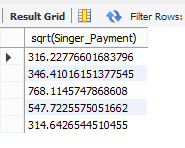 Result Grid Filter Rows:
sqrt(Singer_Payment)
316.22776601683796
346.41016151377545
768.1145747868608
547.7225575051662
314.6426544510455